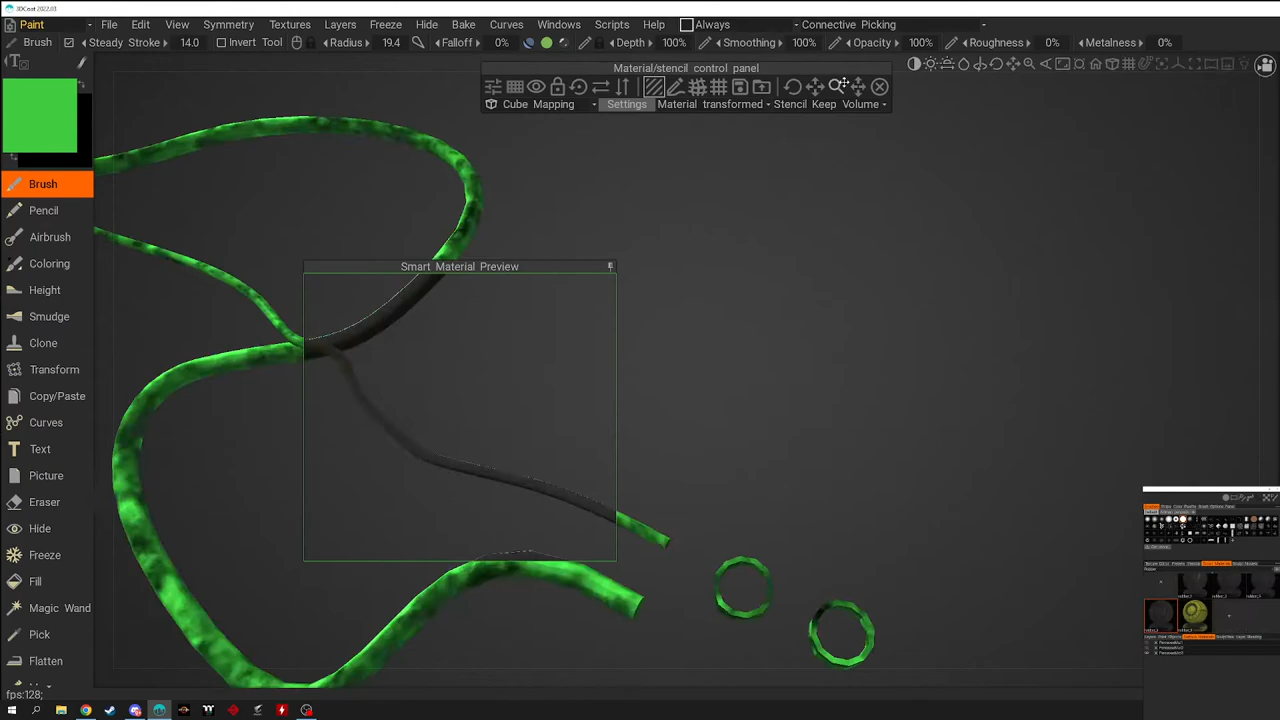 3DCoat 2022.03
Paint File Edit View Symmetry Textures Layers Freeze Hide Bake Curves Windows Scripts Help Always Connective Picking
Brush Steady Stroke 14.0 Invert Tool Radius 19.4 Falloff 0% Depth 100% Smoothing 100% Opacity 100% Roughness 0% Metalness 0%
Material/stencil control panel
Cube Mapping Settings Material transformed Stencil Keep Volume
Brush
Pencil
Airbrush
Coloring
Height
Smudge
Clone
Transform
Copy/Paste
Curves
Text
Picture
Eraser
Hide
Freeze
Fill
Magic Wand
Pick
Flatten
Smart Material Preview
fps:128;